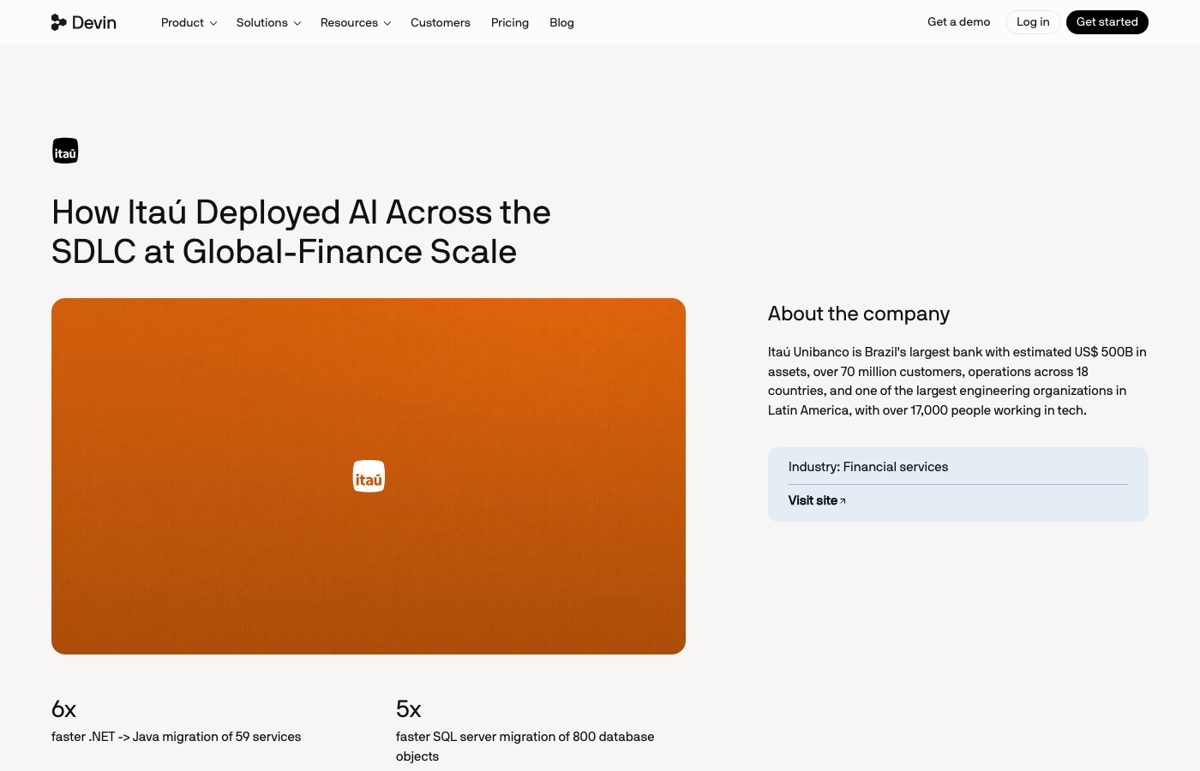 Devin
Product
Solutions
Resources
Customers
Pricing
Blog
Get a demo
Log in
Get started
itaú
How Itaú Deployed AI Across the
SDLC at Global-Finance Scale
itaú
About the company
Itaú Unibanco is Brazil's largest bank with estimated US$ 500B in
assets, over 70 million customers, operations across 18
countries, and one of the largest engineering organizations in
Latin America, with over 17,000 people working in tech.
Industry: Financial services
Visit site
6x
faster .NET -> Java migration of 59 services
5x
faster SQL server migration of 800 database
objects